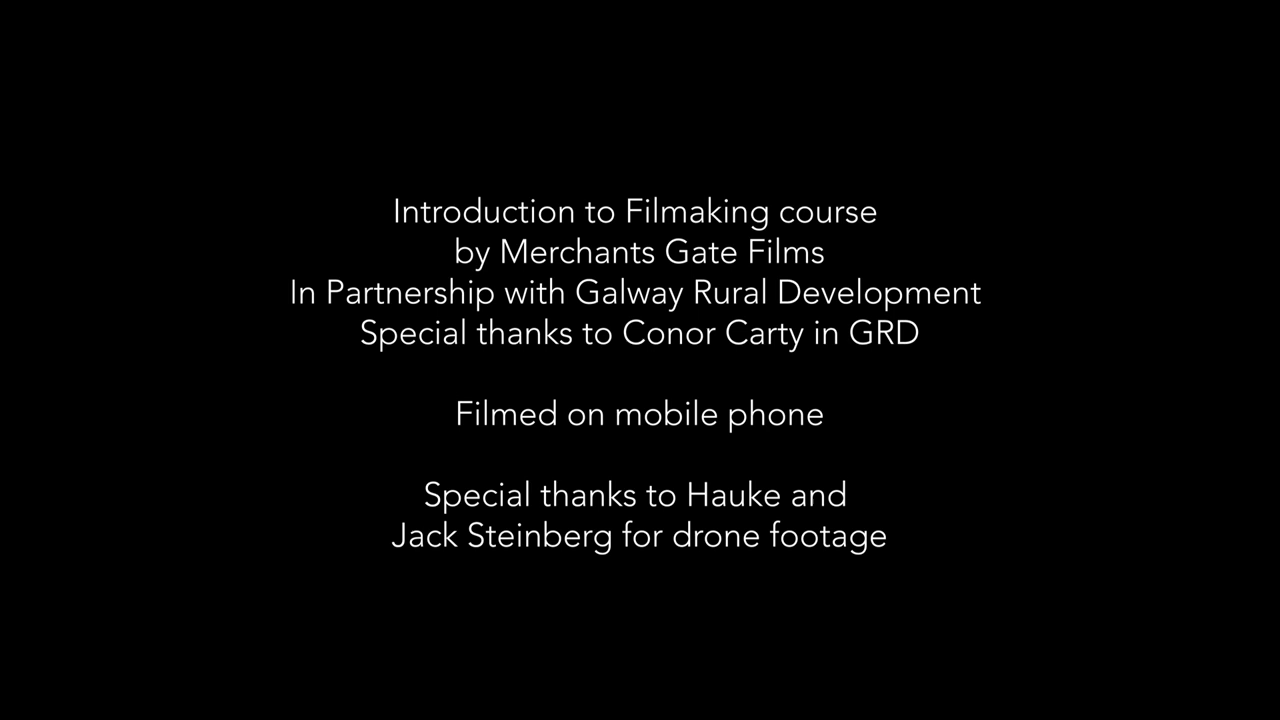 Introduction to Filmaking course
by Merchants Gate Films
In Partnership with Galway Rural Development
Special thanks to Conor Carty in GRD
Filmed on mobile phone
Special thanks to Hauke and
Jack Steinberg for drone footage